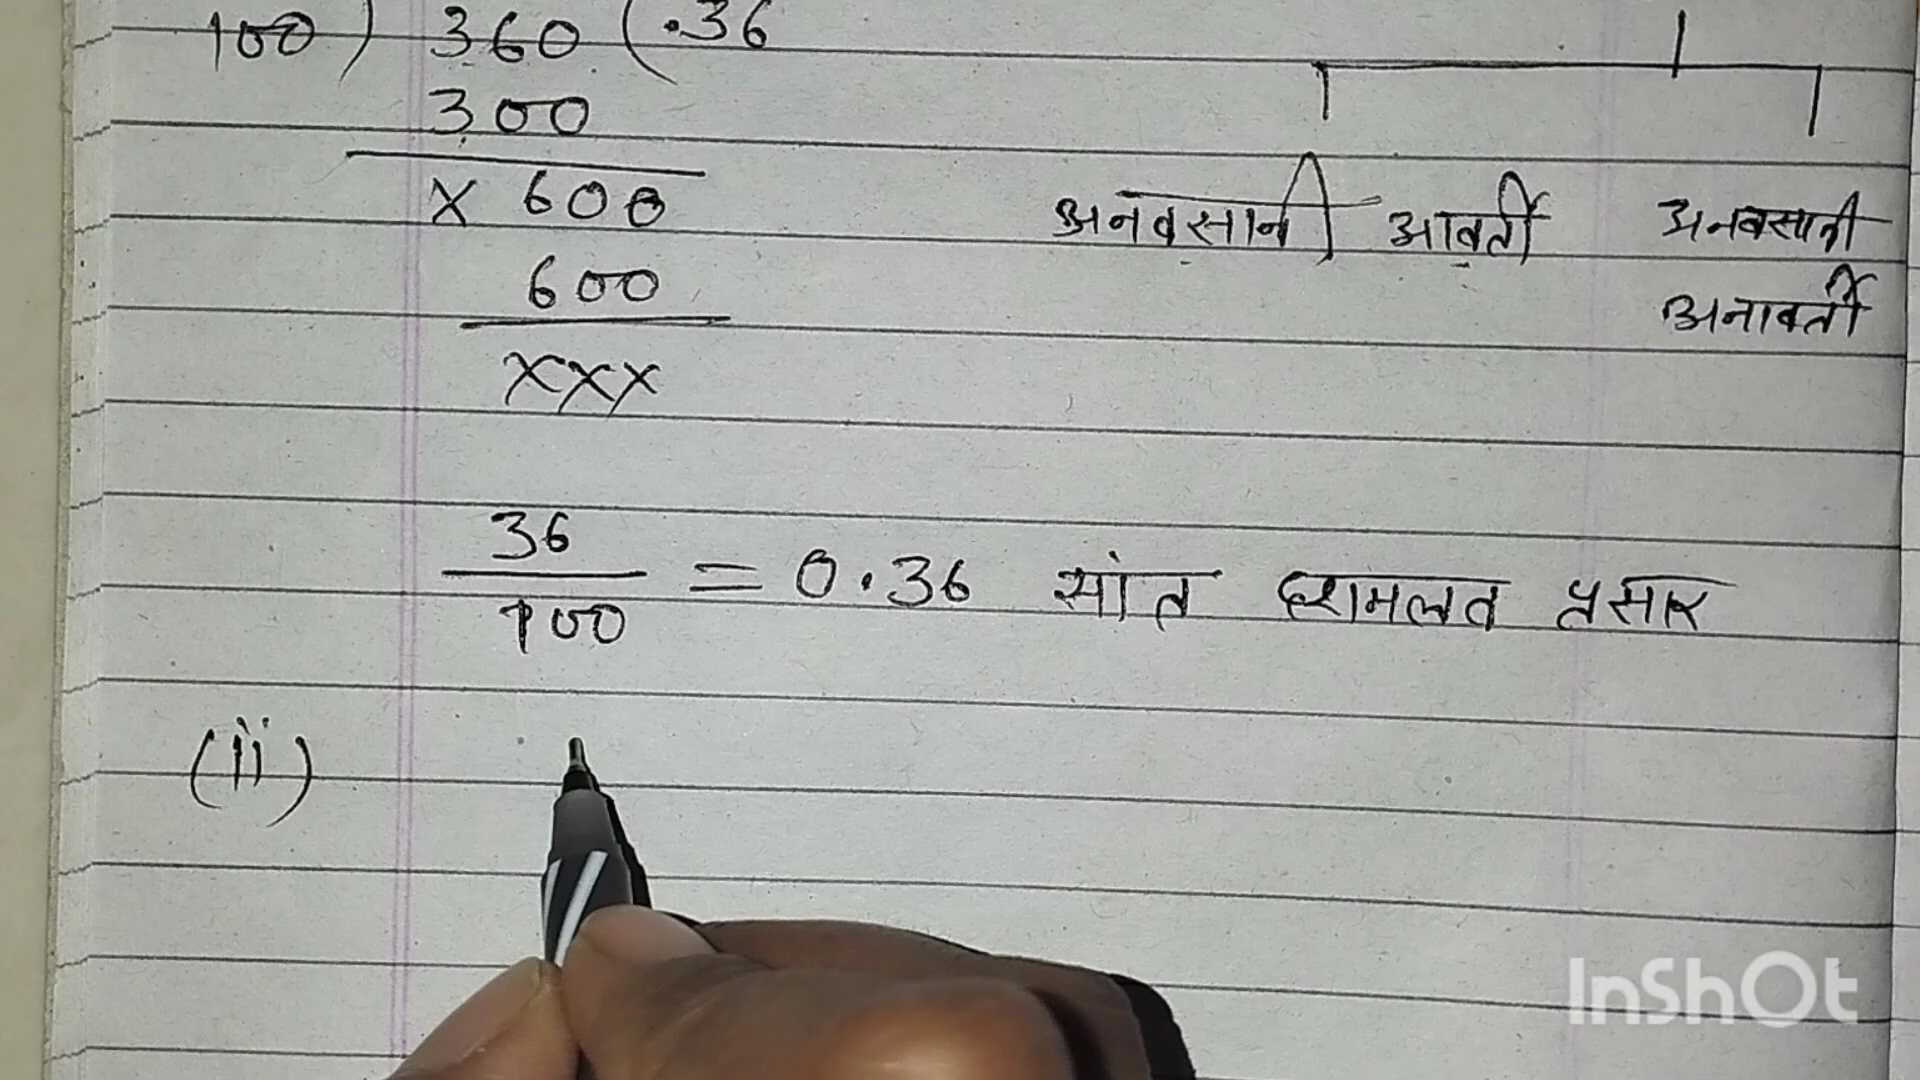 100 ) 360 ( .36
300
x 600
600
xxx
अनवसानी आवर्ती
अनवसानी
अनावर्ती
36
100
= 0.36 सांत दशमलव प्रसार
(ii)
InShOt